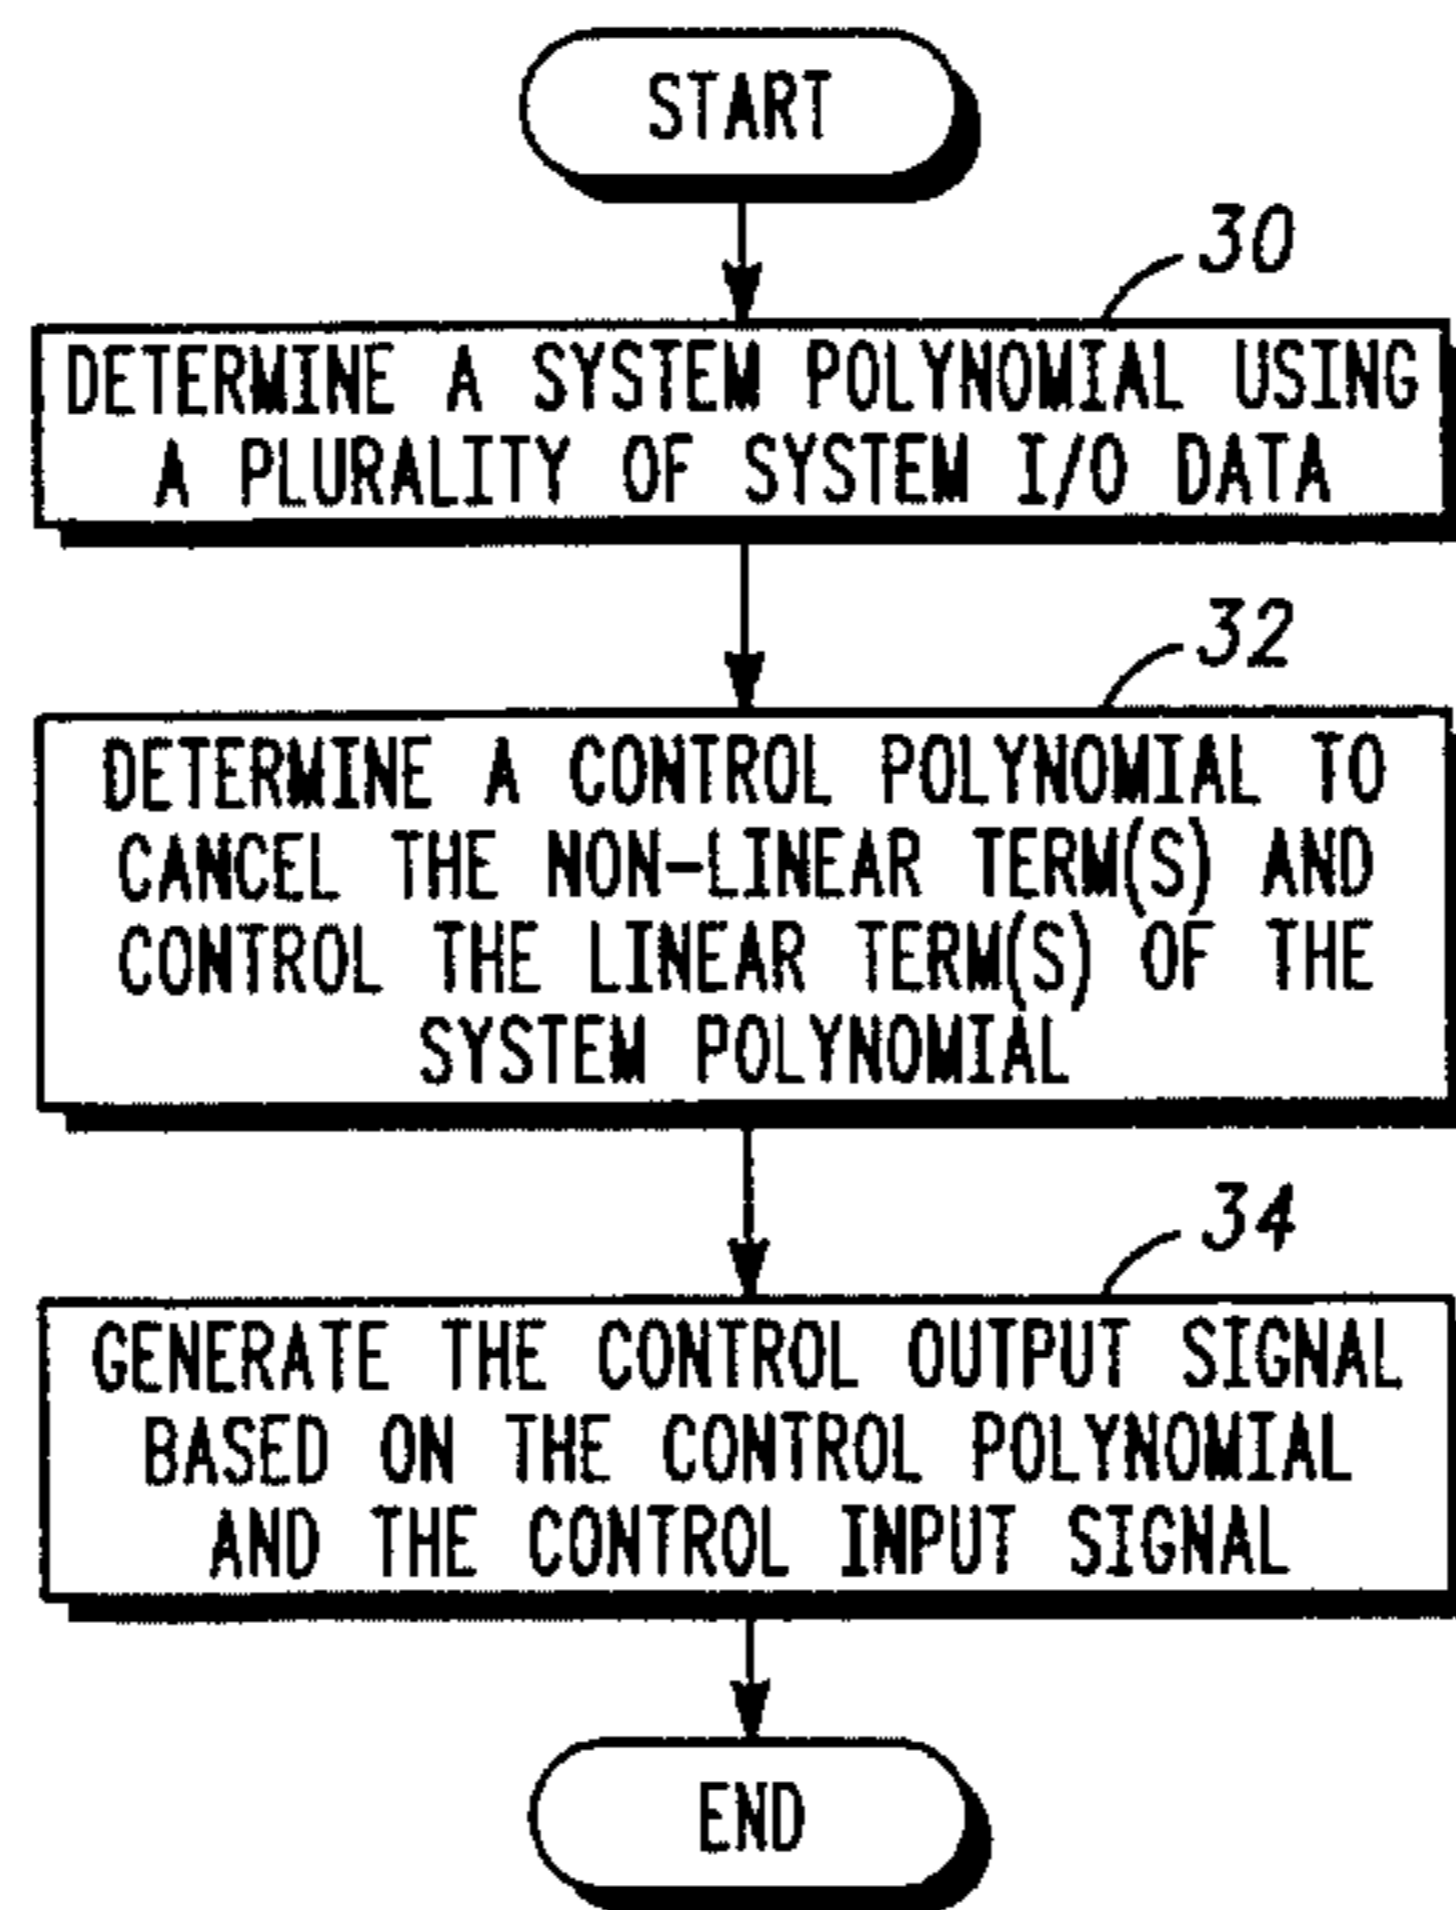 START
30
DETERMINE A SYSTEM POLYNOMIAL USING
A PLURALITY OF SYSTEM I/O DATA
32
DETERMINE A CONTROL POLYNOMIAL TO
CANCEL THE NON-LINEAR TERM(S) AND
CONTROL THE LINEAR TERM(S) OF THE
SYSTEM POLYNOMIAL
34
GENERATE THE CONTROL OUTPUT SIGNAL
BASED ON THE CONTROL POLYNOMIAL
AND THE CONTROL INPUT SIGNAL
END